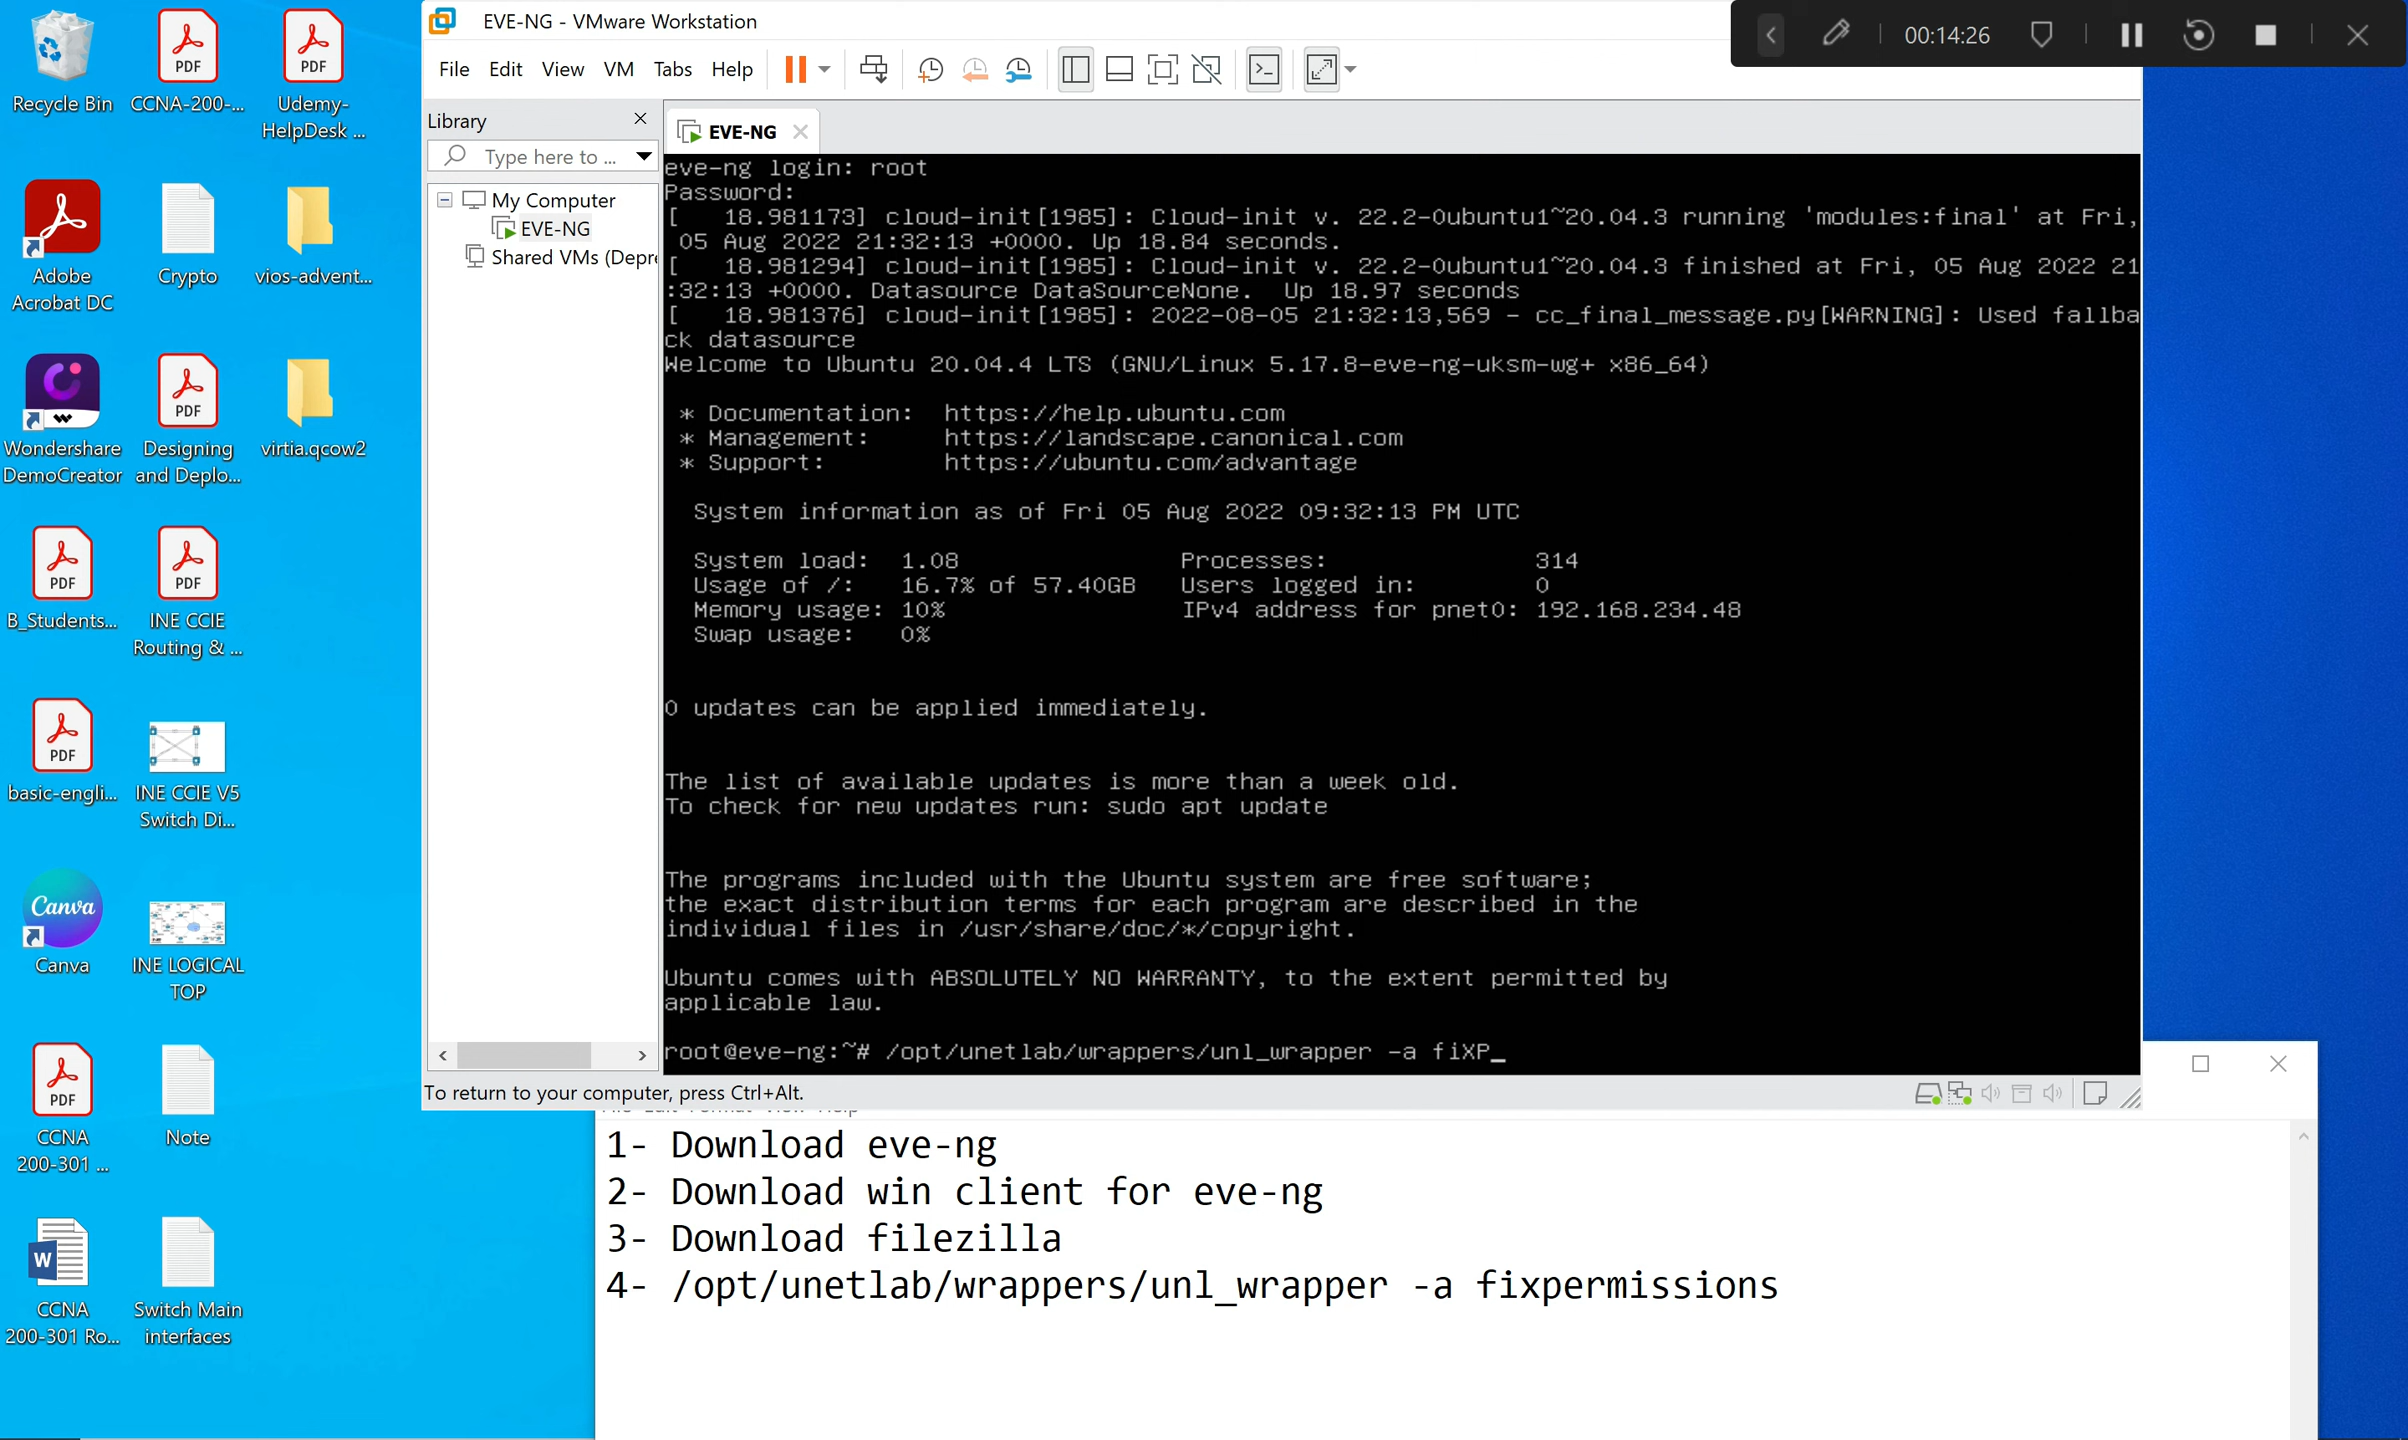 EVE-NG - VMware Workstation
00:14:26
File Edit View VM Tabs Help
Library
Type here to ...
My Computer
EVE-NG
Shared VMs (Depre
EVE-NG
eve-ng login: root
Password:
[   18.981173] cloud-init[1985]: Cloud-init v. 22.2-0ubuntu1~20.04.3 running 'modules:final' at Fri,
 05 Aug 2022 21:32:13 +0000. Up 18.84 seconds.
[   18.981294] cloud-init[1985]: Cloud-init v. 22.2-0ubuntu1~20.04.3 finished at Fri, 05 Aug 2022 21
:32:13 +0000. Datasource DataSourceNone.  Up 18.97 seconds
[   18.981376] cloud-init[1985]: 2022-08-05 21:32:13,569 - cc_final_message.py[WARNING]: Used fallba
ck datasource
Welcome to Ubuntu 20.04.4 LTS (GNU/Linux 5.17.8-eve-ng-uksm-wg+ x86_64)
* Documentation:  https://help.ubuntu.com
* Management:     https://landscape.canonical.com
* Support:        https://ubuntu.com/advantage
System information as of Fri 05 Aug 2022 09:32:13 PM UTC
System load:  1.08               Processes:               314
Usage of /:   16.7% of 57.40GB   Users logged in:         0
Memory usage: 10%                IPv4 address for pnet0: 192.168.234.48
Swap usage:   0%
0 updates can be applied immediately.
The list of available updates is more than a week old.
To check for new updates run: sudo apt update
The programs included with the Ubuntu system are free software;
the exact distribution terms for each program are described in the
individual files in /usr/share/doc/*/copyright.
Ubuntu comes with ABSOLUTELY NO WARRANTY, to the extent permitted by
applicable law.
root@eve-ng:~# /opt/unetlab/wrappers/unl_wrapper -a fiXP_
To return to your computer, press Ctrl+Alt.
1- Download eve-ng
2- Download win client for eve-ng
3- Download filezilla
4- /opt/unetlab/wrappers/unl_wrapper -a fixpermissions
Recycle Bin
PDF
CCNA-200-...
PDF
Udemy-
HelpDesk ...
Adobe
Acrobat DC
Crypto
vios-advent...
Wondershare
DemoCreator
PDF
Designing
and Deplo...
virtia.qcow2
PDF
B_Students...
PDF
INE CCIE
Routing & ...
PDF
basic-engli...
INE CCIE V5
Switch Di...
Canva
Canva
INE LOGICAL
TOP
PDF
CCNA
200-301 ...
Note
W
CCNA
200-301 Ro...
Switch Main
interfaces